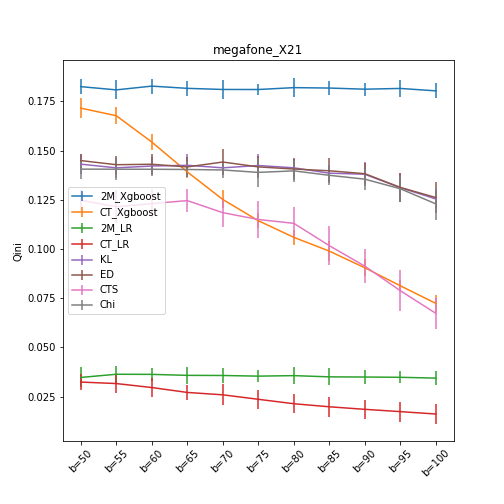 megafone_X21
0.175
0.150
0.125
0.100
0.075
0.050
0.025
Qini
2M_Xgboost
CT_Xgboost
2M_LR
CT_LR
KL
ED
CTS
Chi
b=50
b=55
b=60
b=65
b=70
b=75
b=80
b=85
b=90
b=95
b=100